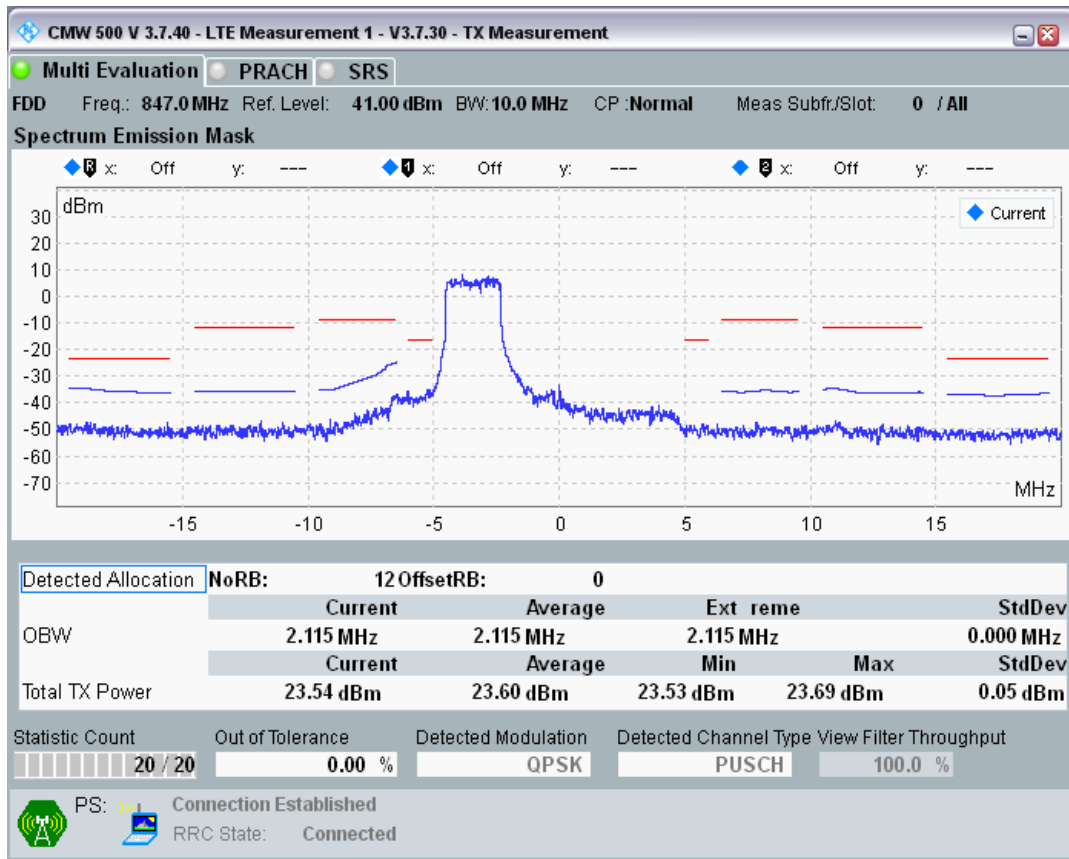 CMW 500 V 3.7.40 - LTE Measurement 1 - V3.7.30 - TX Measurement
Multi Evaluation PRACH SRS
FDD Freq.: 847.0 MHz Ref. Level: 41.00 dBm BW: 10.0 MHz CP :Normal Meas Subfr./Slot: 0 / All
Spectrum Emission Mask
R x: Off y: --- 1 x: Off y: --- 2 x: Off y: ---
dBm
Current
30
20
10
0
-10
-20
-30
-40
-50
-60
-70
MHz
-15 -10 -5 0 5 10 15
Detected Allocation NoRB: 12 OffsetRB: 0
Current Average Ext reme StdDev
OBW 2.115 MHz 2.115 MHz 2.115 MHz 0.000 MHz
Current Average Min Max StdDev
Total TX Power 23.54 dBm 23.60 dBm 23.53 dBm 23.69 dBm 0.05 dBm
Statistic Count Out of Tolerance Detected Modulation Detected Channel Type View Filter Throughput
20 / 20 0.00 % QPSK PUSCH 100.0 %
PS: Connection Established
RRC State: Connected